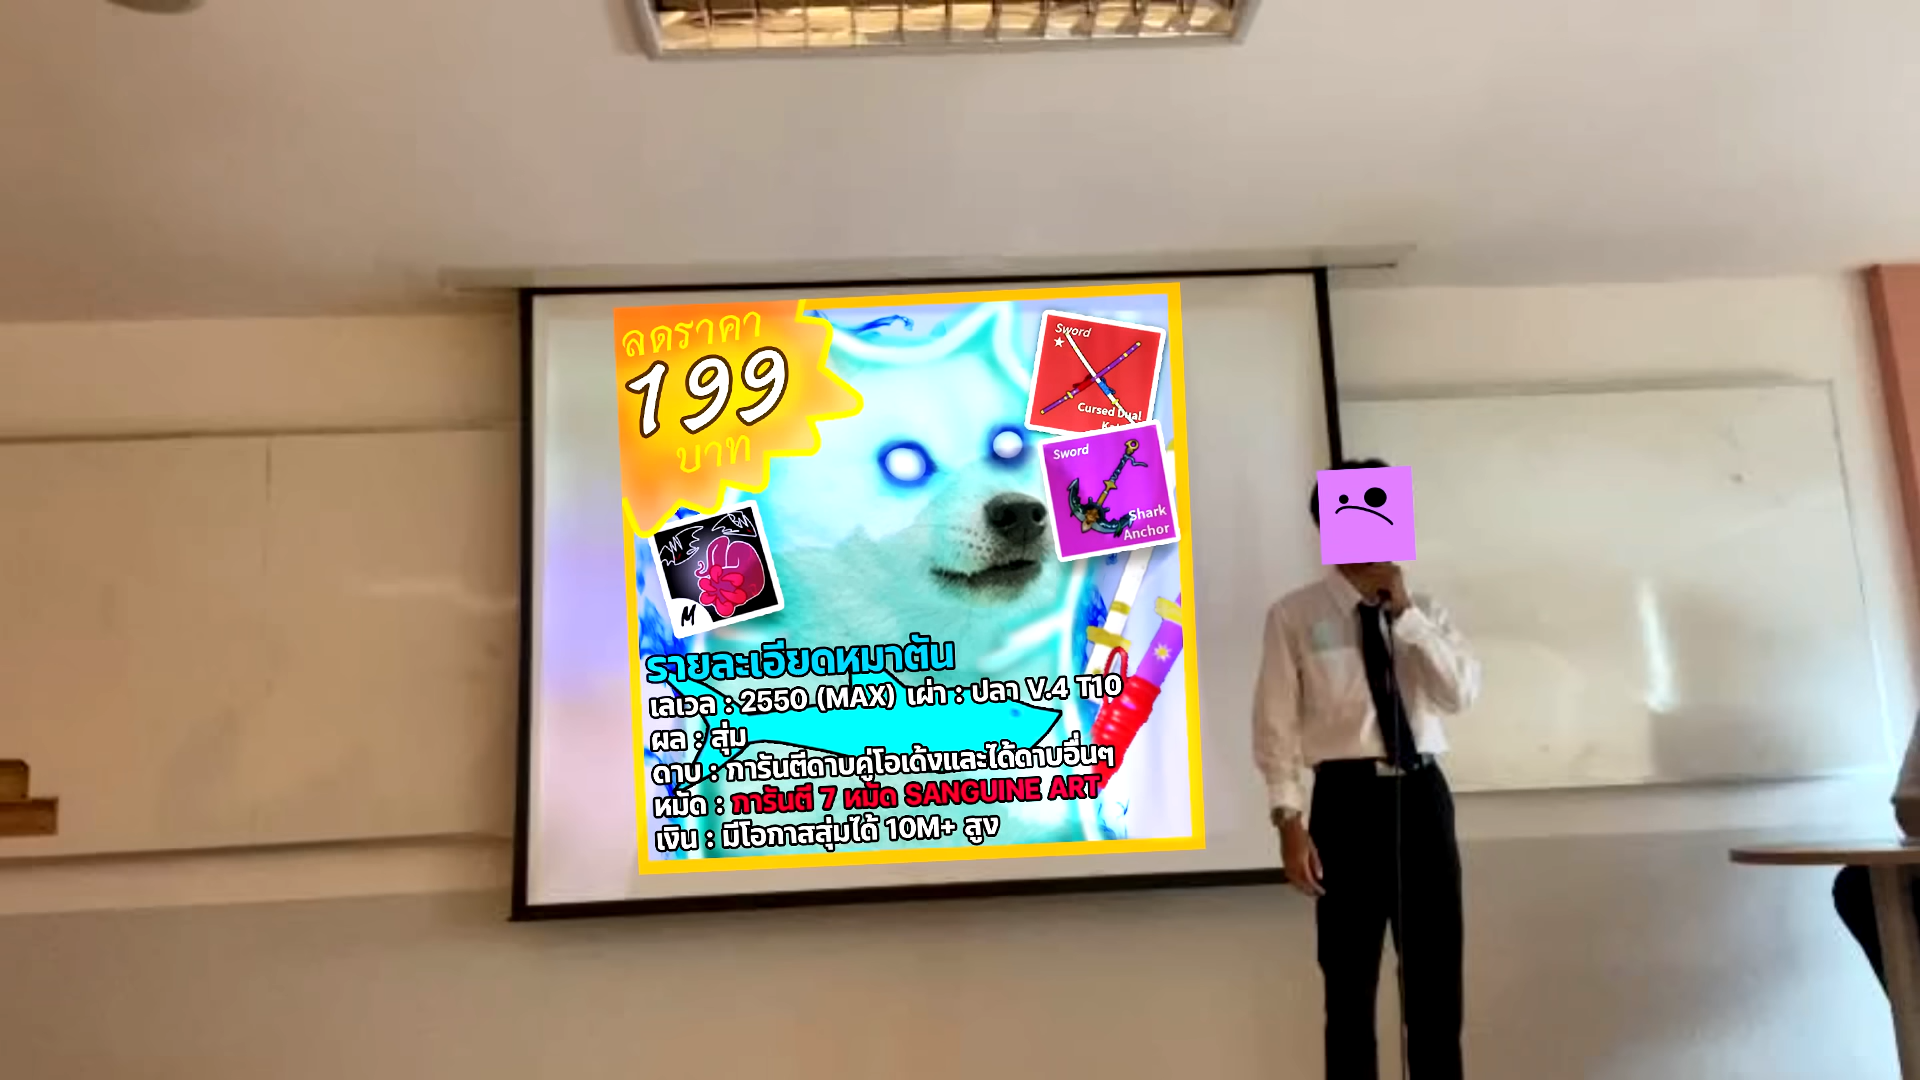 ลดราคา
199
บาท
Sword
Cursed Dual
Sword
Shark
Anchor
M
รายละเอียดหมาตัน
เลเวล : 2550 (MAX) เผ่า : ปลา V.4 T10
ผล : สุ่ม
ดาบ : การันตีดาบคู่โอเด้งและได้ดาบอื่นๆ
หมัด : การันตี 7 หมัด SANGUINE ART
เงิน : มีโอกาสสุ่มได้ 10M+ สูง